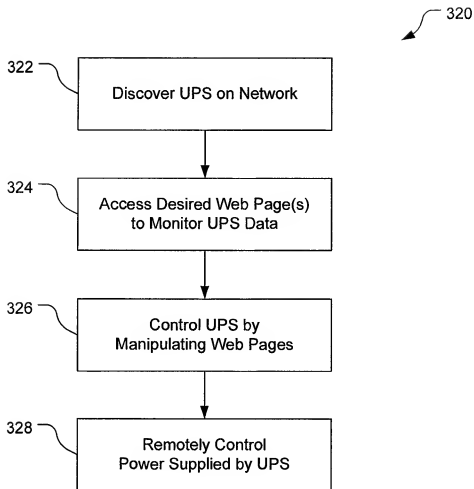 320
322
Discover UPS on Network
324
Access Desired Web Page(s)
to Monitor UPS Data
326
Control UPS by
Manipulating Web Pages
328
Remotely Control
Power Supplied by UPS